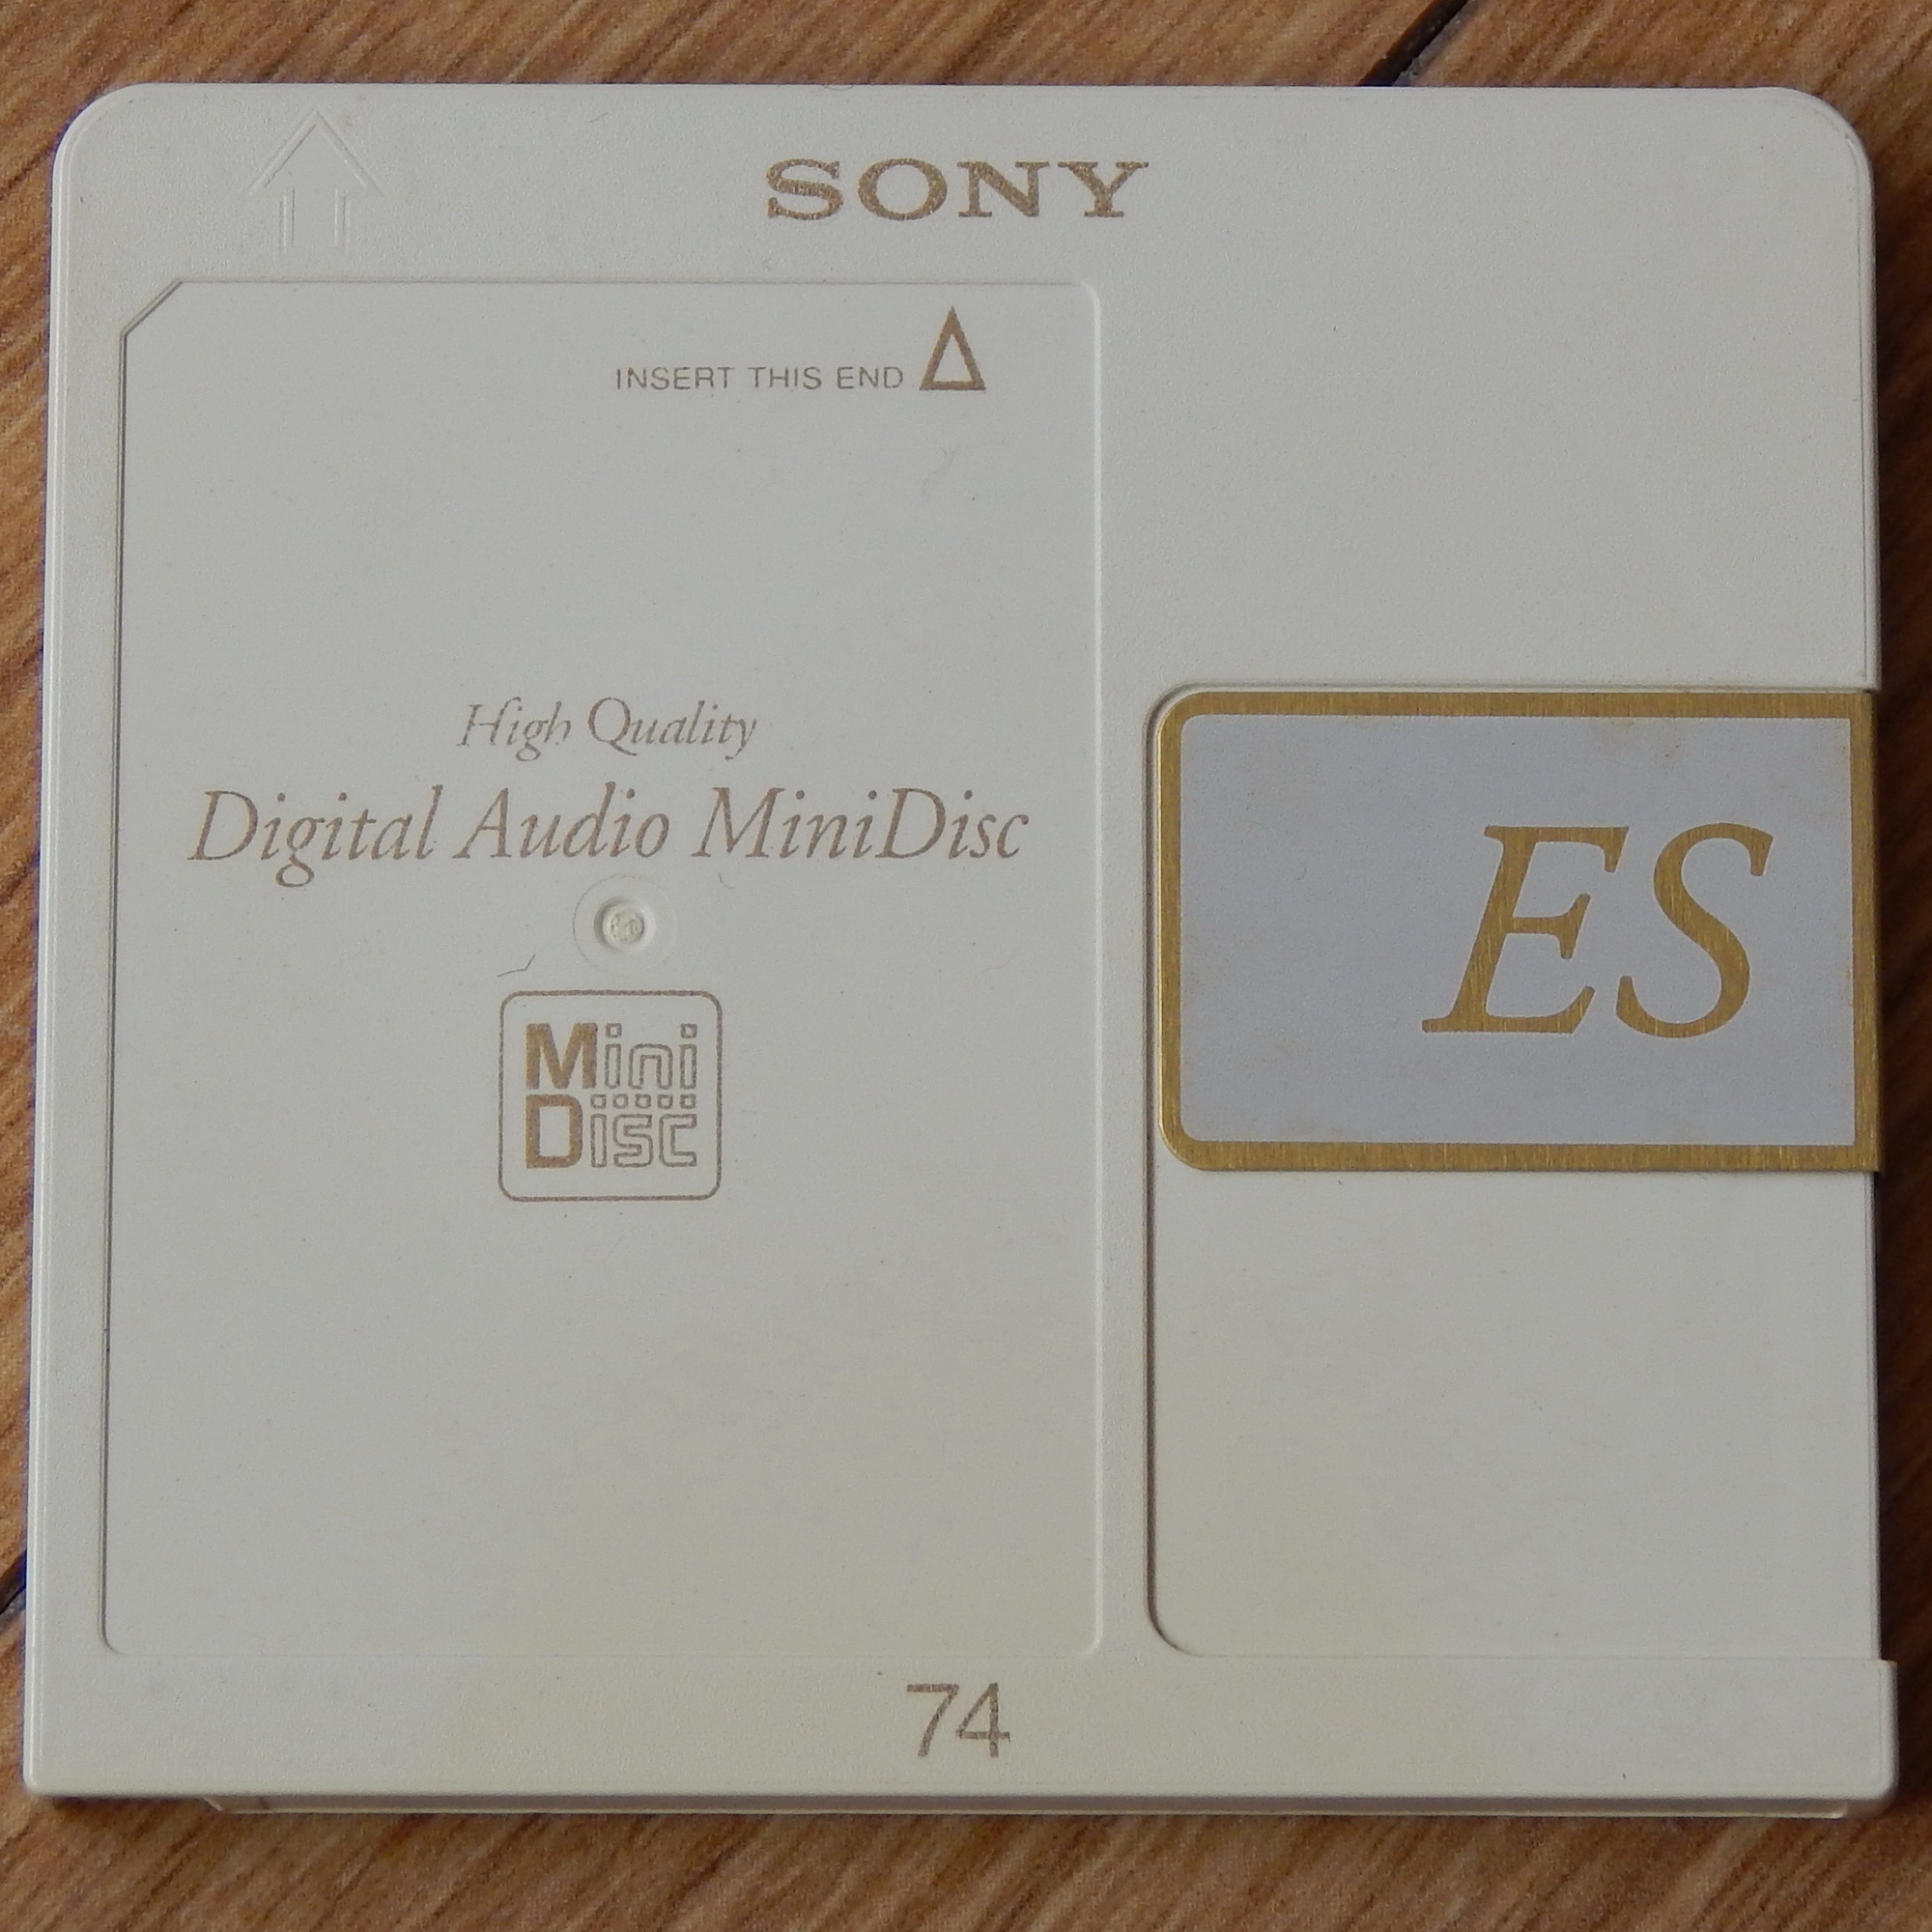 SONY
INSERT THIS END
High Quality
Digital Audio MiniDisc
Mini
Disc
ES
74